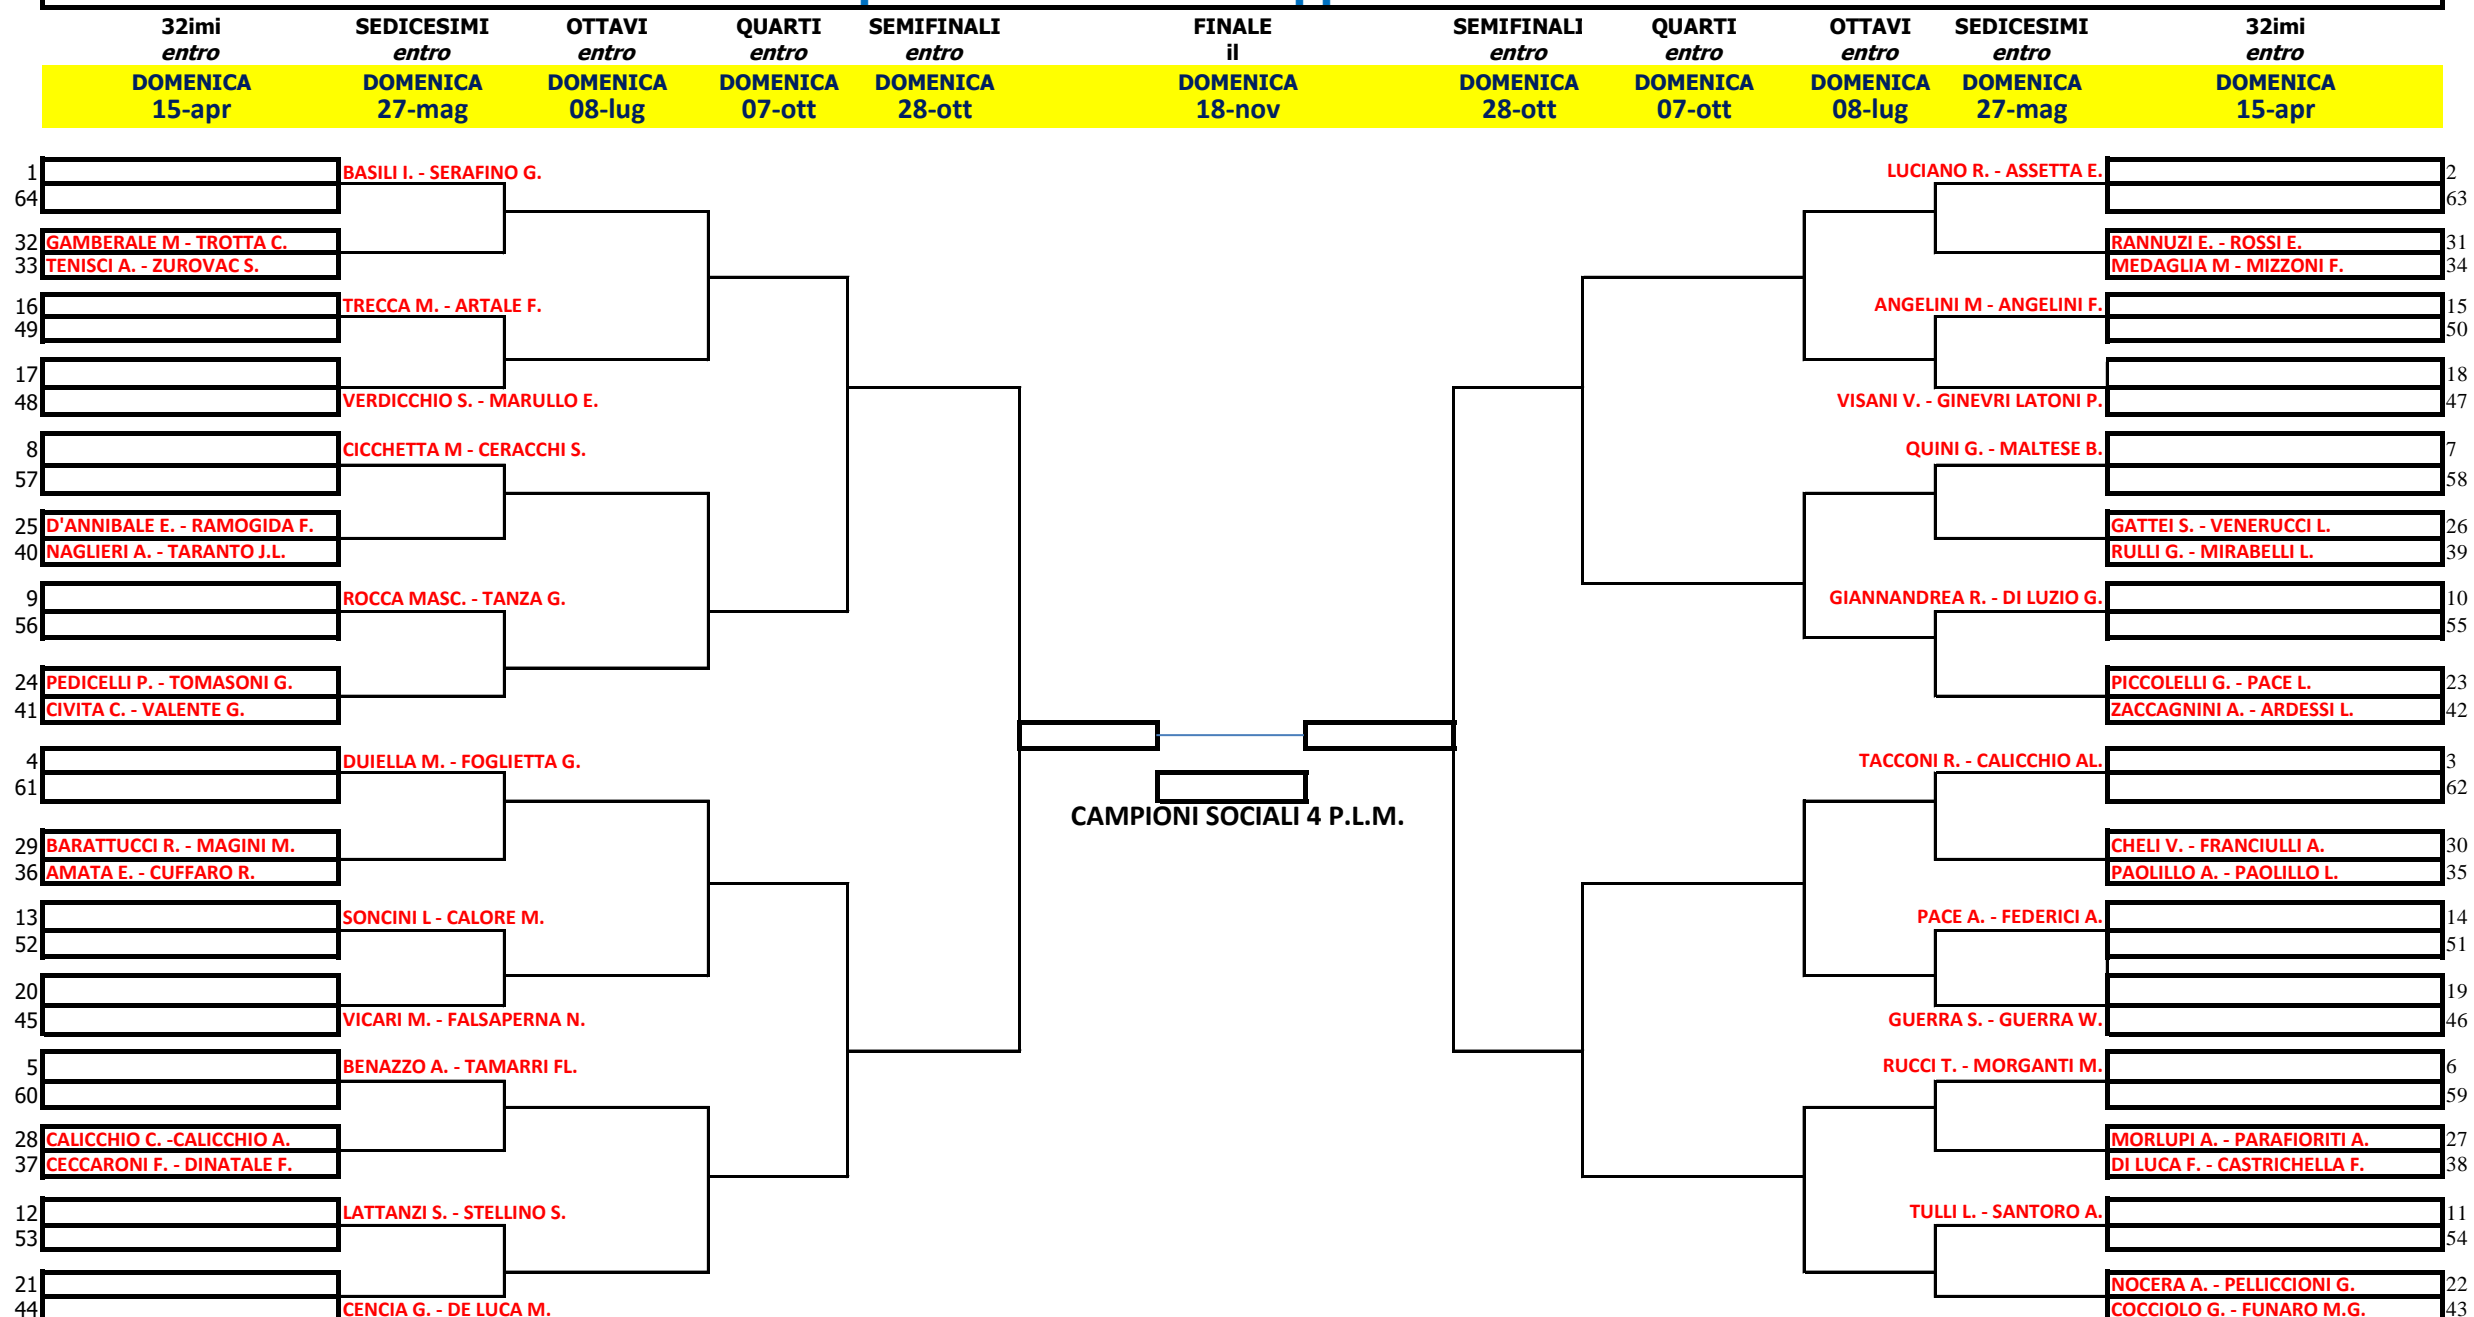 32imi SEDICESIMI OTTAVI QUARTI SEMIFINALI FINALE SEMIFINALI QUARTI OTTAVI SEDICESIMI 32imi
entro entro entro entro entro il entro entro entro entro entro
DOMENICA DOMENICA DOMENICA DOMENICA DOMENICA DOMENICA DOMENICA DOMENICA DOMENICA DOMENICA DOMENICA
15-apr 27-mag 08-lug 07-ott 28-ott 18-nov 28-ott 07-ott 08-lug 27-mag 15-apr
1 BASILI I. - SERAFINO G. LUCIANO R. - ASSETTA E. 2
64 63
32 GAMBERALE M - TROTTA C. RANNUZI E. - ROSSI E. 31
33 TENISCI A. - ZUROVAC S. MEDAGLIA M - MIZZONI F. 34
16 TRECCA M. - ARTALE F. ANGELINI M - ANGELINI F. 15
49 50
17 18
48 VERDICCHIO S. - MARULLO E. VISANI V. - GINEVRI LATONI P. 47
8 CICCHETTA M - CERACCHI S. QUINI G. - MALTESE B. 7
57 58
25 D'ANNIBALE E. - RAMOGIDA F. GATTEI S. - VENERUCCI L. 26
40 NAGLIERI A. - TARANTO J.L. RULLI G. - MIRABELLI L. 39
9 ROCCA MASC. - TANZA G. GIANNANDREA R. - DI LUZIO G. 10
56 55
24 PEDICELLI P. - TOMASONI G. PICCOLELLI G. - PACE L. 23
41 CIVITA C. - VALENTE G. ZACCAGNINI A. - ARDESSI L. 42
4 DUIELLA M. - FOGLIETTA G. TACCONI R. - CALICCHIO AL. 3
61 62
CAMPIONI SOCIALI 4 P.L.M.
29 BARATTUCCI R. - MAGINI M. CHELI V. - FRANCIULLI A. 30
36 AMATA E. - CUFFARO R. PAOLILLO A. - PAOLILLO L. 35
13 SONCINI L - CALORE M. PACE A. - FEDERICI A. 14
52 51
20 19
45 VICARI M. - FALSAPERNA N. GUERRA S. - GUERRA W. 46
5 BENAZZO A. - TAMARRI FL. RUCCI T. - MORGANTI M. 6
60 59
28 CALICCHIO C. -CALICCHIO A. MORLUPI A. - PARAFIORITI A. 27
37 CECCARONI F. - DINATALE F. DI LUCA F. - CASTRICHELLA F. 38
12 LATTANZI S. - STELLINO S. TULLI L. - SANTORO A. 11
53 54
21 NOCERA A. - PELLICCIONI G. 22
44 CENCIA G. - DE LUCA M. COCCIOLO G. - FUNARO M.G. 43